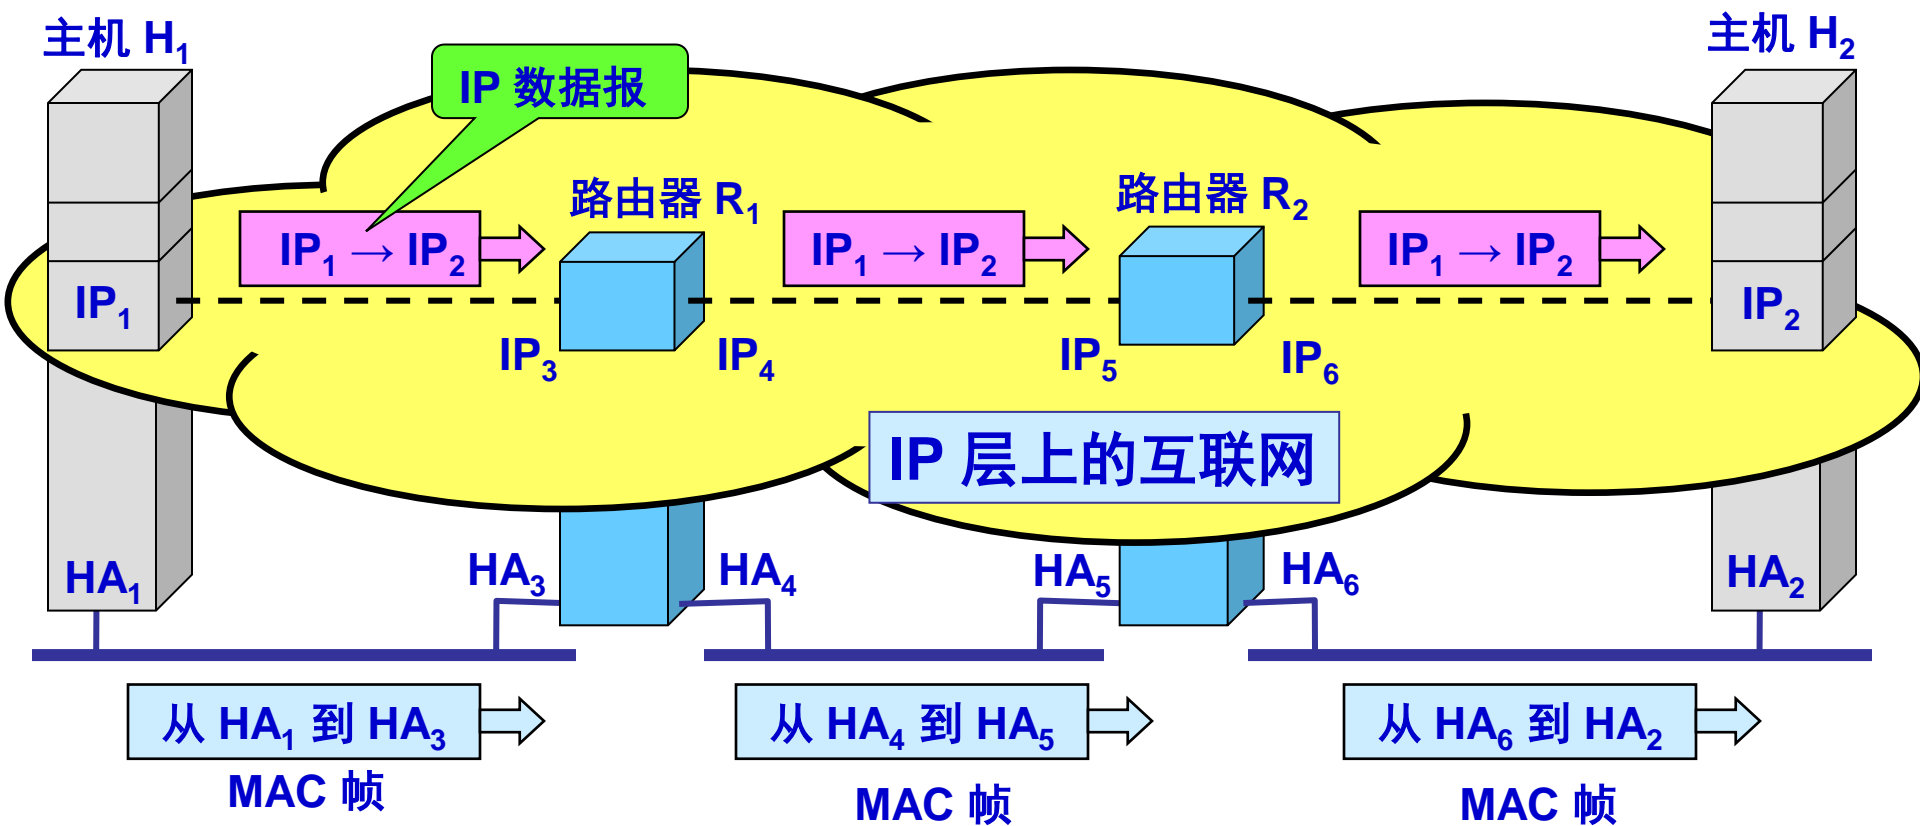 主机 H₁
主机 H₂
IP 数据报
路由器 R₁
路由器 R₂
IP₁ → IP₂
IP₁ → IP₂
IP₁ → IP₂
IP₁
IP₂
IP₃
IP₄
IP₅
IP₆
IP 层上的互联网
HA₁
HA₃
HA₄
HA₅
HA₆
HA₂
从 HA₁ 到 HA₃
从 HA₄ 到 HA₅
从 HA₆ 到 HA₂
MAC 帧
MAC 帧
MAC 帧